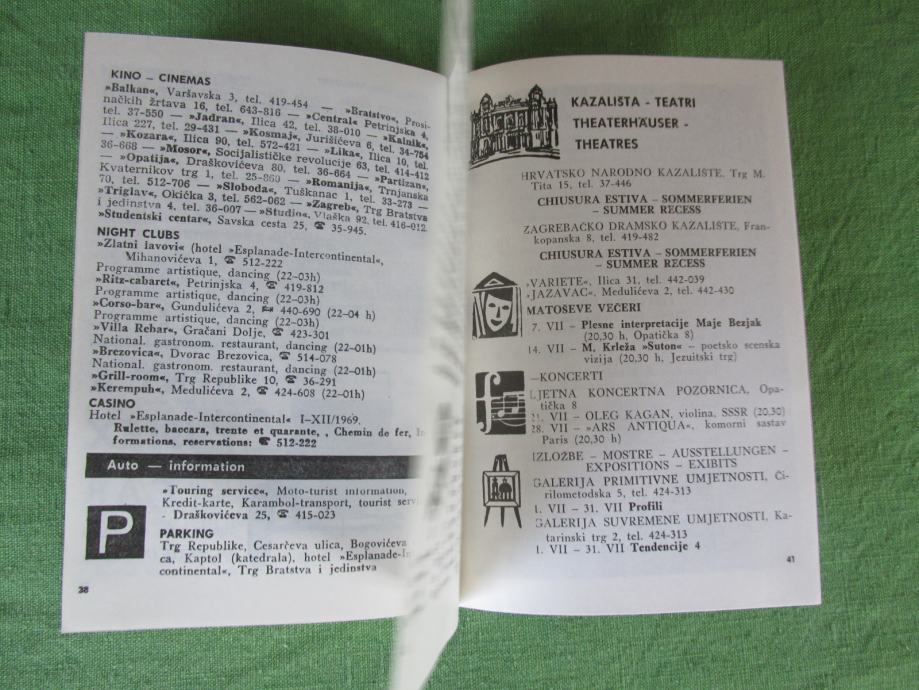 KINO — CINEMAS
»Balkan«, Varšavska 3, tel. 419-454 — »Bratstvo«, Prosi-
načkih žrtava 16, tel. 643-816 — »Central« Petrinjska 4,
tel. 37-550 — »Jadran«, Ilica 42, tel. 38-010 — »Kalnik«,
Ilica 227, tel. 29-431 — »Kosmaj«, Jurišićeva 6, tel. 34-754
— »Kozara«, Ilica 90, tel. 572-421 — »Lika«, Ilica 10, tel.
36-668 — »Mosor«, Socijalističke revolucije 63, tel. 414-412
— »Opatija«, Draškovićeva 80, tel. 36-664 — »Partizan«,
Kvaternikov trg 1, tel. 25-860 — »Romanija«, Trnjanska
70, tel. 512-706 — »Sloboda«, Tuškanac 1, tel. 33-273 —
»Triglav«, Okička 3, tel. 562-062 — »Zagreb«, Trg Bratstva
i jedinstva 4, tel. 36-007 — »Studio«, Vlaška 92, tel. 416-012.
»Studentski centar«, Savska cesta 25, ☎ 35-945.
NIGHT CLUBS
»Zlatni lavovi« (hotel »Esplanade-Intercontinental«,
Mihanovićeva 1, ☎ 512-222
Programme artistique, dancing (22—03h)
»Ritz-cabaret«, Petrinjska 4, ☎ 419-812
Programme artistique, dancing (22—03h)
»Corso-bar«, Gundulićeva 2, ☎ 440-690 (22—04 h)
Programme artistique, dancing (22—03h)
»Villa Rebar«, Gračani Dolje, ☎ 423-301
National. gastronom. restaurant, dancing (22—01h)
»Brezovica«, Dvorac Brezovica, ☎ 514-078
National. gastronom. restaurant, dancing (22—01h)
»Grill-room«, Trg Republike 10, ☎ 36-291
»Kerempuh«, Medulićeva 2, ☎ 424-608 (22—01h)
CASINO
Hotel »Esplanade-Intercontinental« I-XII/1969.
Rulette, baccara, trente et quarante, , Chemin de fer, In
formations, reservations: ☎ 512-222
Auto — information
»Touring service«, Moto-turist information,
Kredit-karte, Karambol-transport, tourist serv
- Draškovićeva 25, ☎ 415-023
P
PARKING
Trg Republike, Cesarčeva ulica, Bogovićeva
ca, Kaptol (katedrala), hotel »Esplanade-In
continental«, Trg Bratstva i jedinstva
38
KAZALIŠTA - TEATRI
THEATERHÄUSER -
THEATRES
HRVATSKO NARODNO KAZALIŠTE, Trg M.
Tita 15, tel. 37-446
CHIUSURA ESTIVA - SOMMERFERIEN
— SUMMER RECESS
ZAGREBAČKO DRAMSKO KAZALIŠTE, Fran-
kopanska 8, tel. 419-482
CHIUSURA ESTIVA - SOMMERFERIEN
— SUMMER RECESS
»VARIETE«, Ilica 31, tel. 442-039
»JAZAVAC«, Medulićeva 2, tel. 442-430
MATOŠEVE VEČERI
7. VII — Plesne interpretacije Maje Bezjak
(20,30 h, Opatička 8)
14. VII — M. Krleža »Suton« — poetsko scenska
vizija (20,30 h, Jezuitski trg)
—KONCERTI
LJETNA KONCERTNA POZORNICA, Opa-
tička 8
21. VII — OLEG KAGAN, violina, SSSR (20,30)
28. VII — »ARS ANTIQUA«, komorni sastav
Paris (20,30 h)
IZLOŽBE - MOSTRE - AUSSTELLUNGEN -
EXPOSITIONS - EXIBITS
GALERIJA PRIMITIVNE UMJETNOSTI, Ći-
rilometodska 5, tel. 424-313
1. VII — 31. VII Profili
GALERIJA SUVREMENE UMJETNOSTI, Ka-
tarinski trg 2, tel. 424-313
1. VII — 31. VII Tendencije 4
41